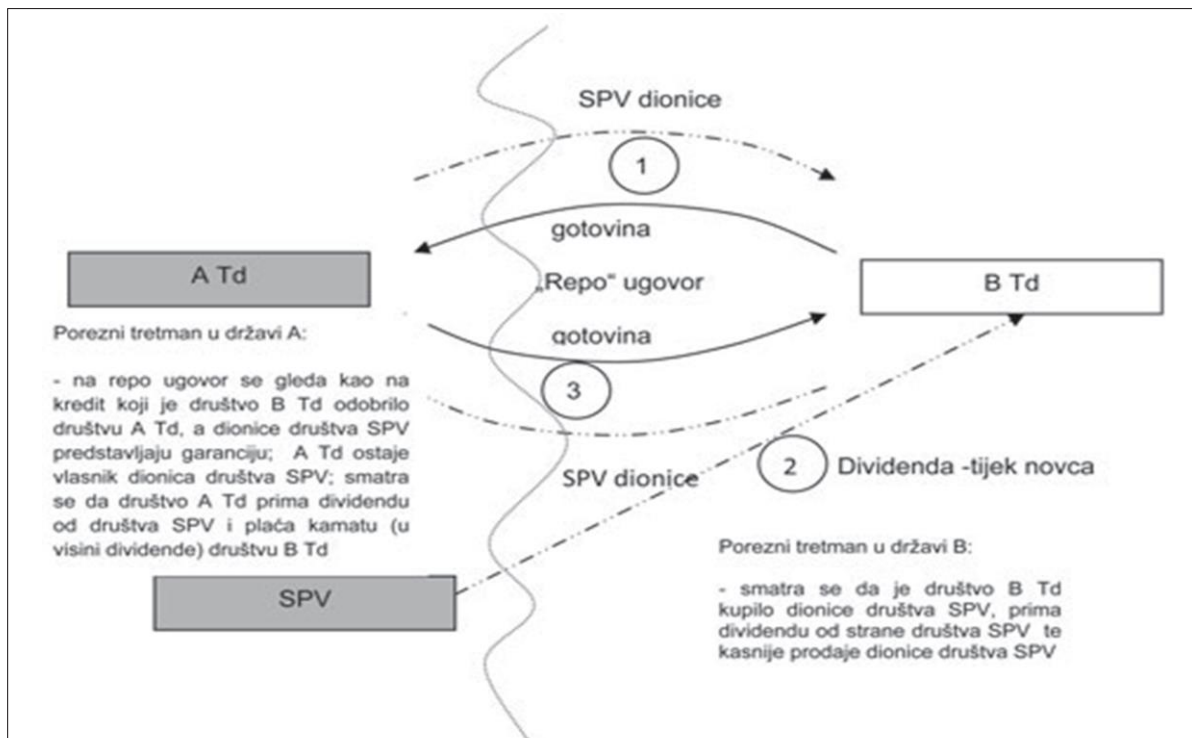 SPV dionice
1
gotovina
A Td
„Repo“ ugovor
B Td
Porezni tretman u državi A:
gotovina
- na repo ugovor se gleda kao na
kredit koji je društvo B Td odobrilo
društvu A Td, a dionice društva SPV
predstavljaju garanciju; A Td ostaje
vlasnik dionica društva SPV; smatra
se da društvo A Td prima dividendu
od društva SPV i plaća kamatu (u
visini dividende) društvu B Td
3
SPV dionice
2
Dividenda -tijek novca
SPV
Porezni tretman u državi B:
- smatra se da je društvo B Td
kupilo dionice društva SPV, prima
dividendu od strane društva SPV te
kasnije prodaje dionice društva SPV